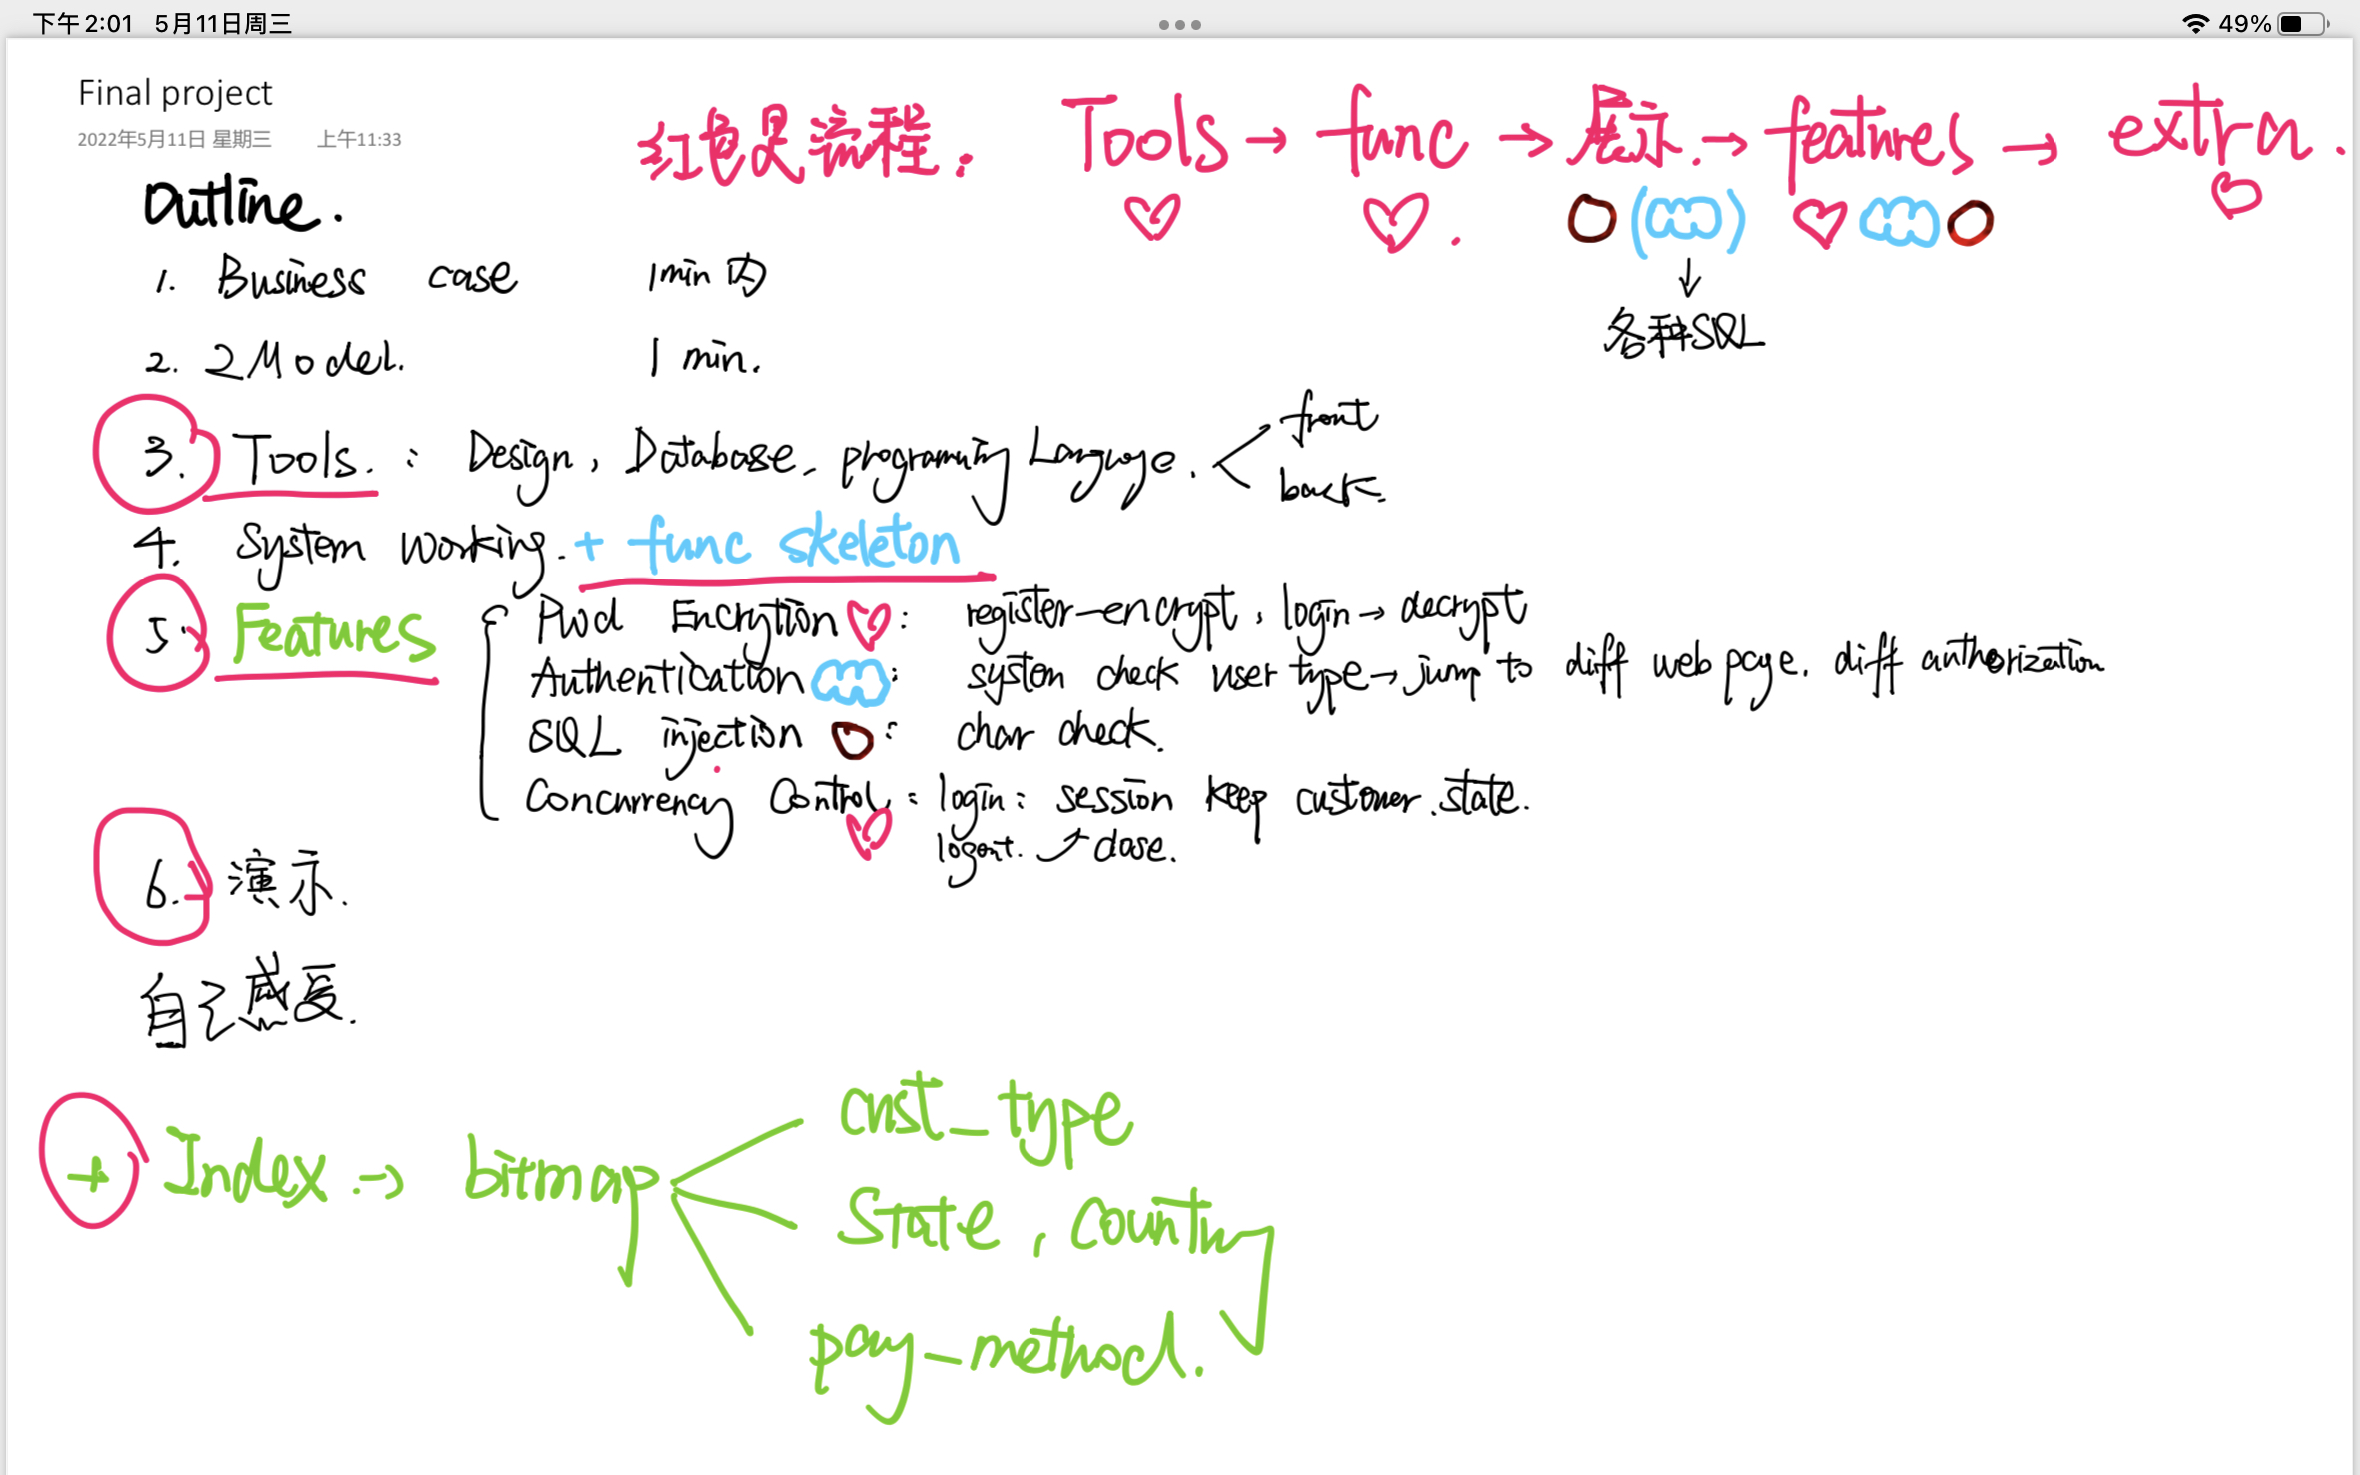 下午2:01 5月11日周三 49%
Final project
2022年5月11日 星期三 上午11:33
红色是流程. Tools → func → 展示. → features → extra.
Outline.
1. Business case 1min内
各种SQL
2. 2Model. 1 min.
3. Tools. : Design, Database, programming Language. front
back.
4. System working. + func skeleton
5. Features Pwd Encrytion : register-encrypt, login → decrypt
Authentication : system check user type → jump to diff web page. diff authorization
SQL injection : char check.
Concurrency Control : login: session keep customer state.
logout. close.
6. 演示.
自己感受.
+ Index → bitmap cust_type
State, country
pay_method.